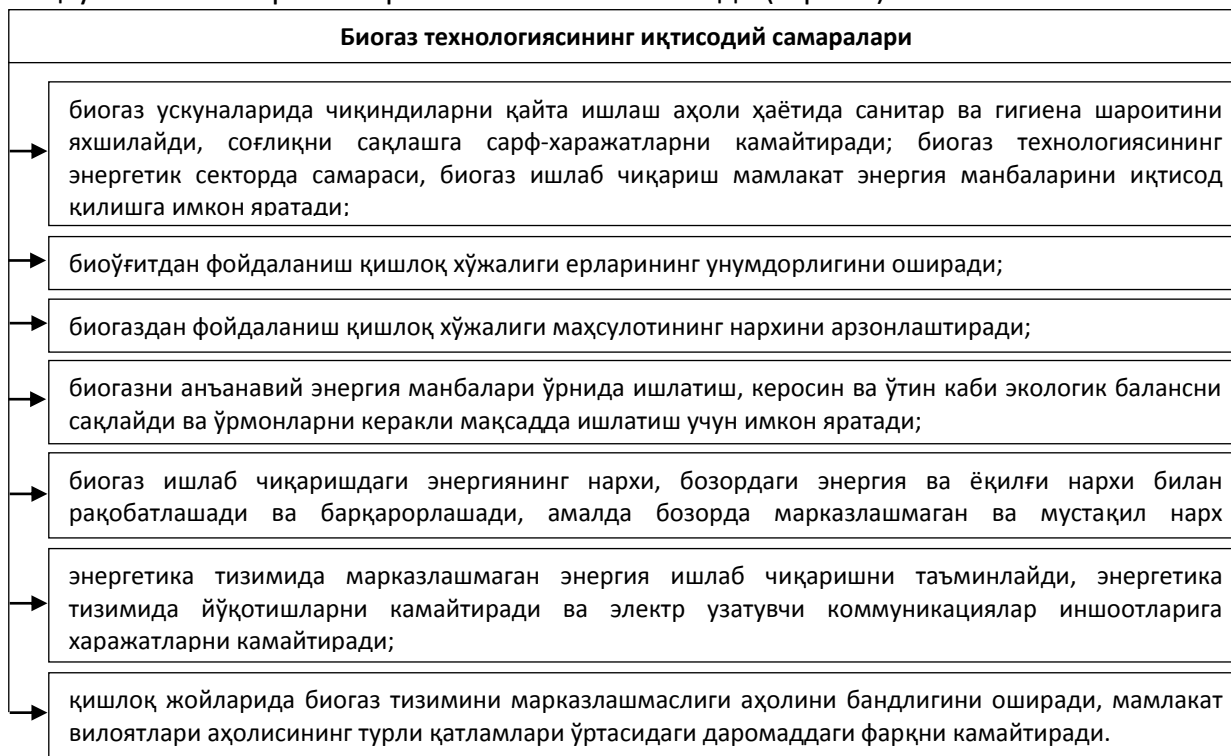 Биогаз технологиясининг иқтисодий самаралари
биогаз ускуналарида чиқиндиларни қайта ишлаш аҳоли ҳаётида санитар ва гигиена шароитини
яхшилайди, соғлиқни сақлашга сарф-харажатларни камайтиради; биогаз технологиясининг
энергетик секторда самараси, биогаз ишлаб чиқариш мамлакат энергия манбаларини иқтисод
қилишга имкон яратади;
биоўғитдан фойдаланиш қишлоқ хўжалиги ерларининг унумдорлигини оширади;
биогаздан фойдаланиш қишлоқ хўжалиги маҳсулотининг нархини арзонлаштиради;
биогазни анъанавий энергия манбалари ўрнида ишлатиш, керосин ва ўтин каби экологик балансни
сақлайди ва ўрмонларни керакли мақсадда ишлатиш учун имкон яратади;
биогаз ишлаб чиқаришдаги энергиянинг нархи, бозордаги энергия ва ёқилғи нархи билан
рақобатлашади ва барқарорлашади, амалда бозорда марказлашмаган ва мустақил нарх
энергетика тизимида марказлашмаган энергия ишлаб чиқаришни таъминлайди, энергетика
тизимида йўқотишларни камайтиради ва электр узатувчи коммуникациялар иншоотларига
харажатларни камайтиради;
қишлоқ жойларида биогаз тизимини марказлашмаслиги аҳолини бандлигини оширади, мамлакат
вилоятлари аҳолисининг турли қатламлари ўртасидаги даромаддаги фарқни камайтиради.